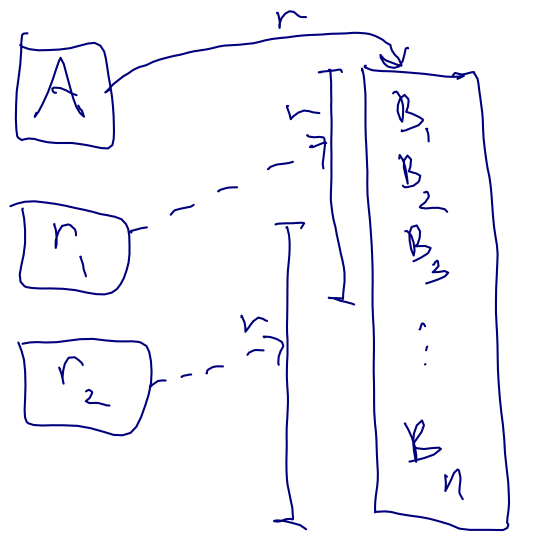 r
A
B₁
r
B₂
r₁
B₃
r
r₂
⋮
Bₙ